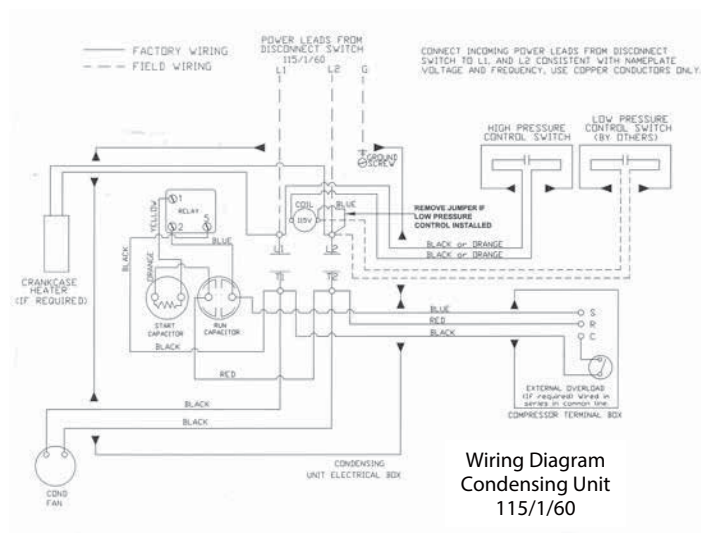 FACTORY WIRING
FIELD WIRING
POWER LEADS FROM
DISCONNECT SWITCH
115/1/60
L1 L2 G
CONNECT INCOMING POWER LEADS FROM DISCONNECT
SWITCH TO L1, AND L2 CONSISTENT WITH NAMEPLATE
VOLTAGE AND FREQUENCY, USE COPPER CONDUCTORS ONLY.
HIGH PRESSURE
CONTROL SWITCH
LOW PRESSURE
CONTROL SWITCH
(BY OTHERS)
GROUND
SCREW
1
RELAY
2
5
YELLOW
COIL
115V
BLUE
REMOVE JUMPER IF
LOW PRESSURE
CONTROL INSTALLED
BLACK
BLUE
ORANGE
L1 L2
BLACK or ORANGE
BLACK or ORANGE
CRANKCASE
HEATER
(IF REQUIRED)
T1 T2
START
CAPACITOR
RUN
CAPACITOR
BLUE
RED
BLACK
S
R
C
BLACK
RED
EXTERNAL OVERLOAD
(If required) Wired in
series in common line.
COMPRESSOR TERMINAL BOX
BLACK
BLACK
COND
FAN
CONDENSING
UNIT ELECTRICAL BOX
Wiring Diagram
Condensing Unit
115/1/60